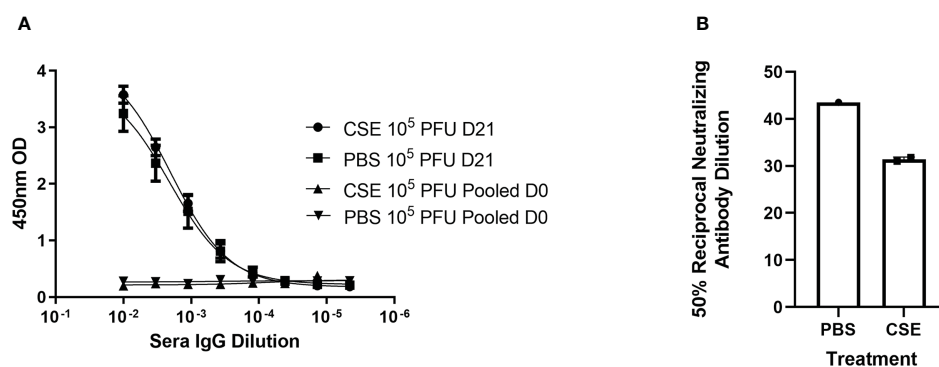 A
4
3
2
1
0
450nm OD
10-1
10-2
10-3
10-4
10-5
10-6
Sera IgG Dilution
CSE 10⁵ PFU D21
PBS 10⁵ PFU D21
CSE 10⁵ PFU Pooled D0
PBS 10⁵ PFU Pooled D0
B
50% Reciprocal Neutralizing
Antibody Dilution
50
40
30
20
10
0
PBS
CSE
Treatment